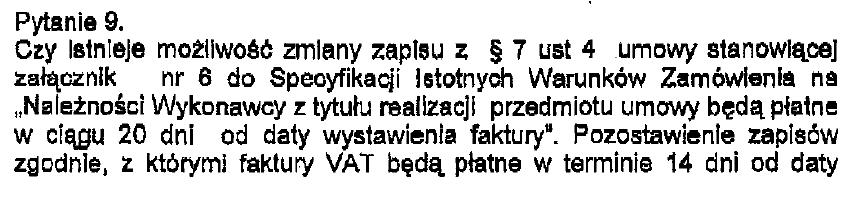 Pytanie 9.
Czy istnieje możliwość zmiany zapisu z § 7 ust 4 umowy stanowiącej
załącznik nr 6 do Specyfikacji Istotnych Warunków Zamówienia na
„Należności Wykonawcy z tytułu realizacji przedmiotu umowy będą płatne
w ciągu 20 dni od daty wystawienia faktury". Pozostawienie zapisów
zgodnie, z którymi faktury VAT będą płatne w terminie 14 dni od daty